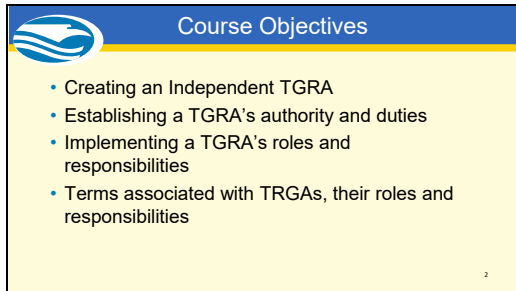 Course Objectives
• Creating an Independent TGRA
• Establishing a TGRA's authority and duties
• Implementing a TGRA's roles and
responsibilities
• Terms associated with TRGAs, their roles and
responsibilities
2